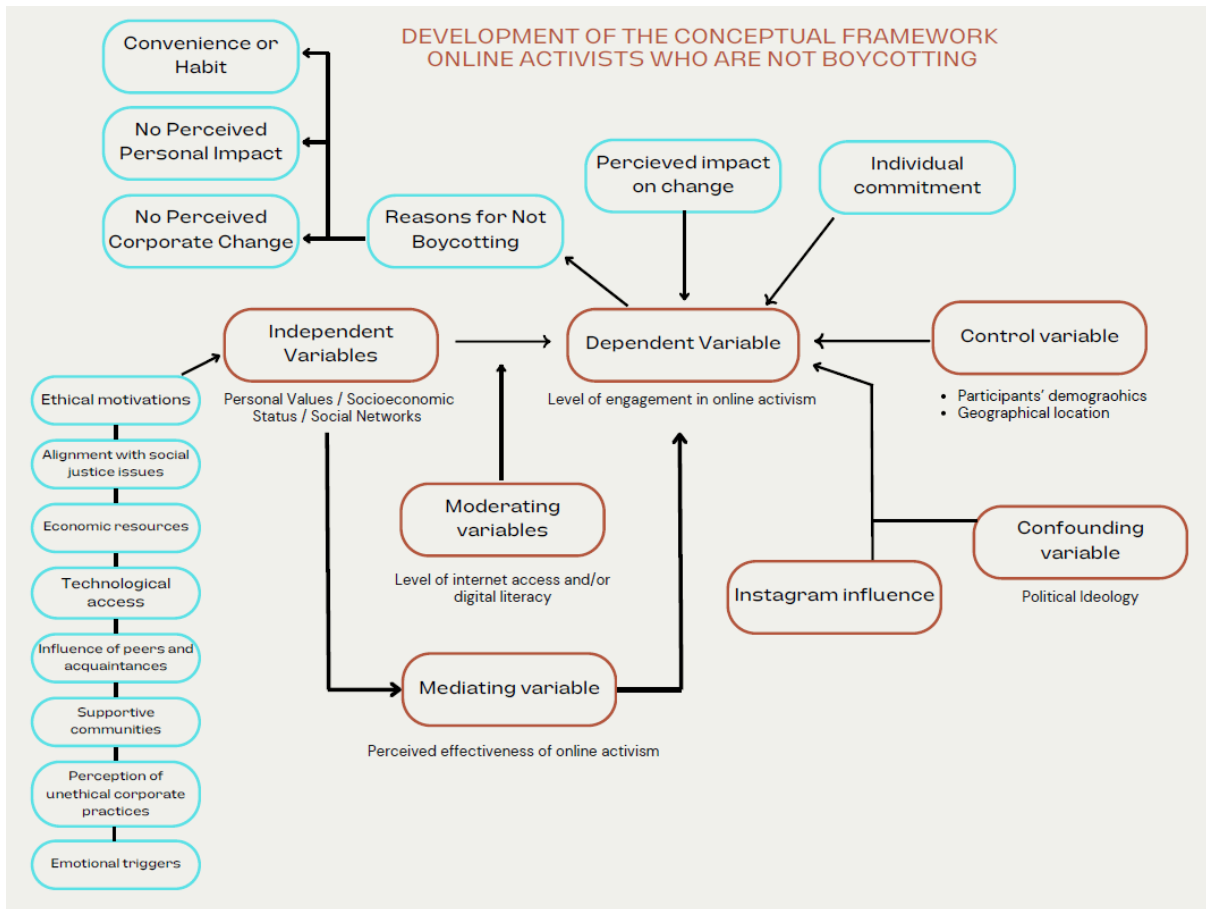 DEVELOPMENT OF THE CONCEPTUAL FRAMEWORK
ONLINE ACTIVISTS WHO ARE NOT BOYCOTTING
Convenience or
Habit
No Perceived
Personal Impact
No Perceived
Corporate Change
Reasons for Not
Boycotting
Percieved impact
on change
Individual
commitment
Independent
Variables
Personal Values / Socioeconomic
Status / Social Networks
Dependent Variable
Level of engagement in online activism
Control variable
• Participants' demograohics
• Geographical location
Ethical motivations
Alignment with social
justice issues
Economic resources
Technological
access
Influence of peers and
acquaintances
Supportive
communities
Perception of
unethical corporate
practices
Emotional triggers
Moderating
variables
Level of internet access and/or
digital literacy
Confounding
variable
Political Ideology
Instagram influence
Mediating variable
Perceived effectiveness of online activism